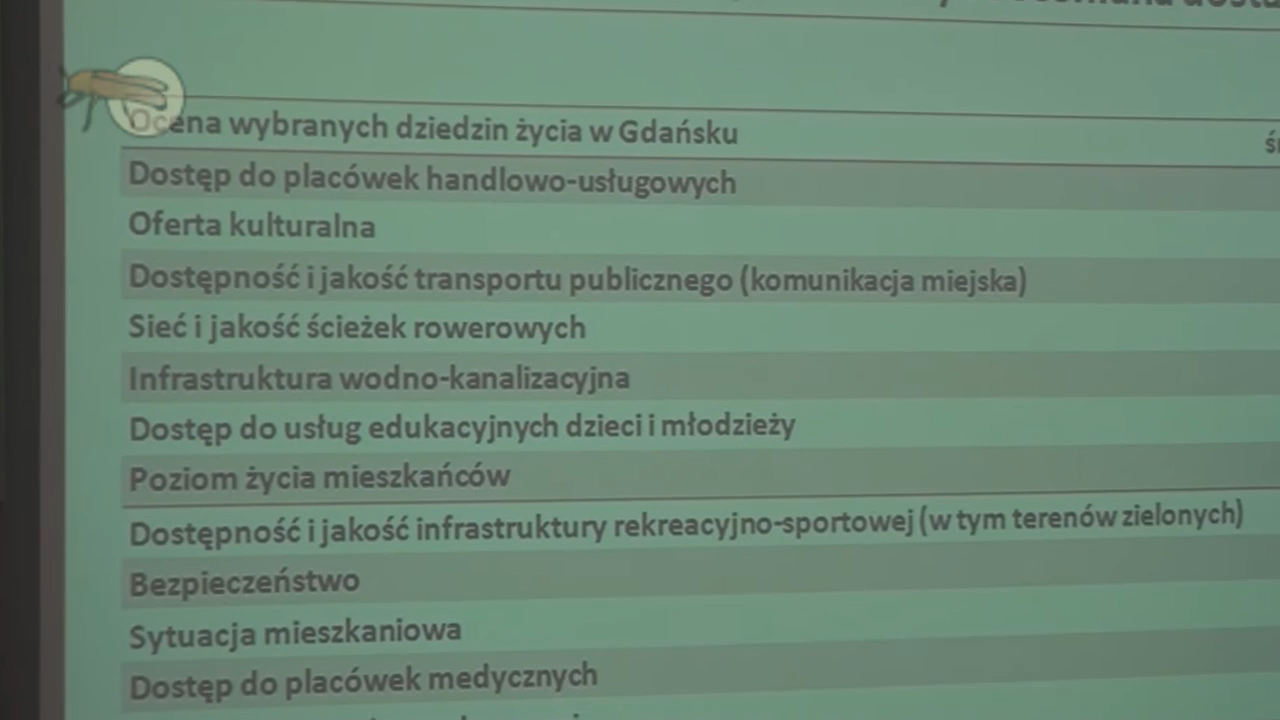 Ocena wybranych dziedzin życia w Gdańsku
Dostęp do placówek handlowo-usługowych
Oferta kulturalna
Dostępność i jakość transportu publicznego (komunikacja miejska)
Sieć i jakość ścieżek rowerowych
Infrastruktura wodno-kanalizacyjna
Dostęp do usług edukacyjnych dzieci i młodzieży
Poziom życia mieszkańców
Dostępność i jakość infrastruktury rekreacyjno-sportowej (w tym terenów zielonych)
Bezpieczeństwo
Sytuacja mieszkaniowa
Dostęp do placówek medycznych